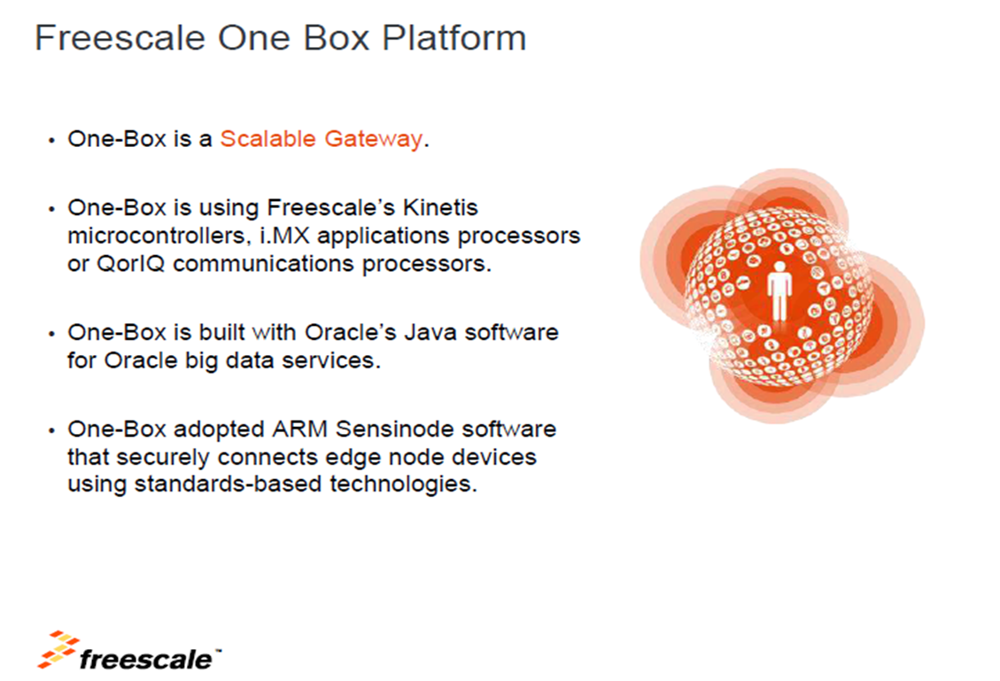 Freescale One Box Platform
• One-Box is a Scalable Gateway.
• One-Box is using Freescale’s Kinetis
microcontrollers, i.MX applications processors
or QorIQ communications processors.
• One-Box is built with Oracle’s Java software
for Oracle big data services.
• One-Box adopted ARM Sensinode software
that securely connects edge node devices
using standards-based technologies.
freescale™